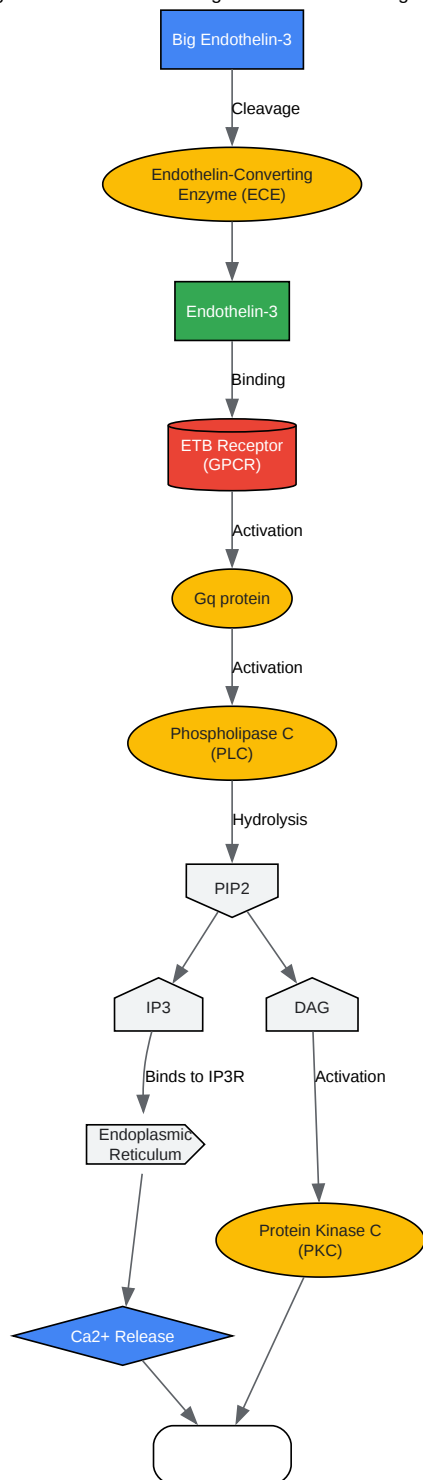 Big Endothelin-3
Cleavage
Endothelin-Converting
Enzyme (ECE)
Endothelin-3
Binding
ETB Receptor
(GPCR)
Activation
Gq protein
Activation
Phospholipase C
(PLC)
Hydrolysis
PIP2
IP3
DAG
Binds to IP3R
Activation
Endoplasmic
Reticulum
Protein Kinase C
(PKC)
Ca2+ Release